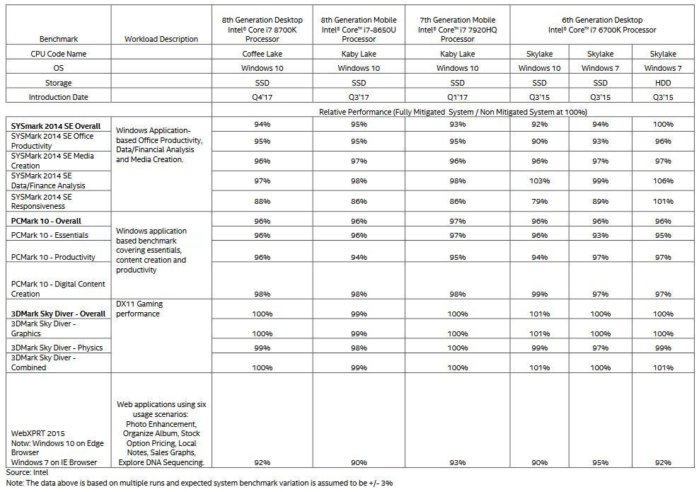 8th Generation Desktop 8th Generation Mobile 7th Generation Mobile 6th Generation Desktop
Benchmark Workload Description Intel® Core i7 8700K Intel® Core™ i7-8650U Intel® Core™ i7 7920HQ Intel® Core™ i7 6700K Processor
Processor Processor Processor
CPU Code Name Coffee Lake Kaby Lake Kaby Lake Skylake Skylake Skylake
OS Windows 10 Windows 10 Windows 10 Windows 10 Windows 7 Windows 7
Storage SSD SSD SSD SSD SSD HDD
Introduction Date Q4'17 Q3'17 Q1'17 Q3'15 Q3'15 Q3'15
Relative Performance (Fully Mitigated System / Non Mitigated System at 100%)
SYSmark 2014 SE Overall 94% 95% 93% 92% 94% 100%
SYSMark 2014 SE Office
Productivity 95% 95% 95% 90% 93% 96%
SYSMark 2014 SE Media
Creation 96% 97% 96% 96% 97% 97%
SYSMark 2014 SE
Data/Finance Analysis 97% 98% 98% 103% 99% 106%
SYSMark 2014 SE
Responsiveness 88% 86% 86% 79% 89% 101%
Windows Application-
based Office Productivity,
Data/Financial Analysis
and Media Creation.
PCMark 10 - Overall 96% 96% 97% 96% 96% 96%
PCMark 10 - Essentials 96% 96% 97% 96% 93% 95%
PCMark 10 - Productivity 96% 94% 95% 94% 97% 97%
PCMark 10 - Digital Content
Creation 98% 98% 98% 99% 97% 97%
Windows application
based benchmark
covering essentials,
content creation and
productivity
3DMark Sky Diver - Overall 100% 99% 100% 101% 100% 100%
3DMark Sky Diver -
Graphics 100% 99% 100% 101% 100% 100%
3DMark Sky Diver - Physics 99% 98% 100% 99% 97% 99%
3DMark Sky Diver -
Combined 100% 99% 100% 101% 100% 101%
DX11 Gaming
performance
WebXPRT 2015
Notw: Windows 10 on Edge
Browser
Windows 7 on IE Browser 92% 90% 93% 90% 95% 92%
Web applications using six
usage scenarios:
Photo Enhancement,
Organize Album, Stock
Option Pricing, Local
Notes, Sales Graphs,
Explore DNA Sequencing.
Source: Intel
Note: The data above is based on multiple runs and expected system benchmark variation is assumed to be +/- 3%